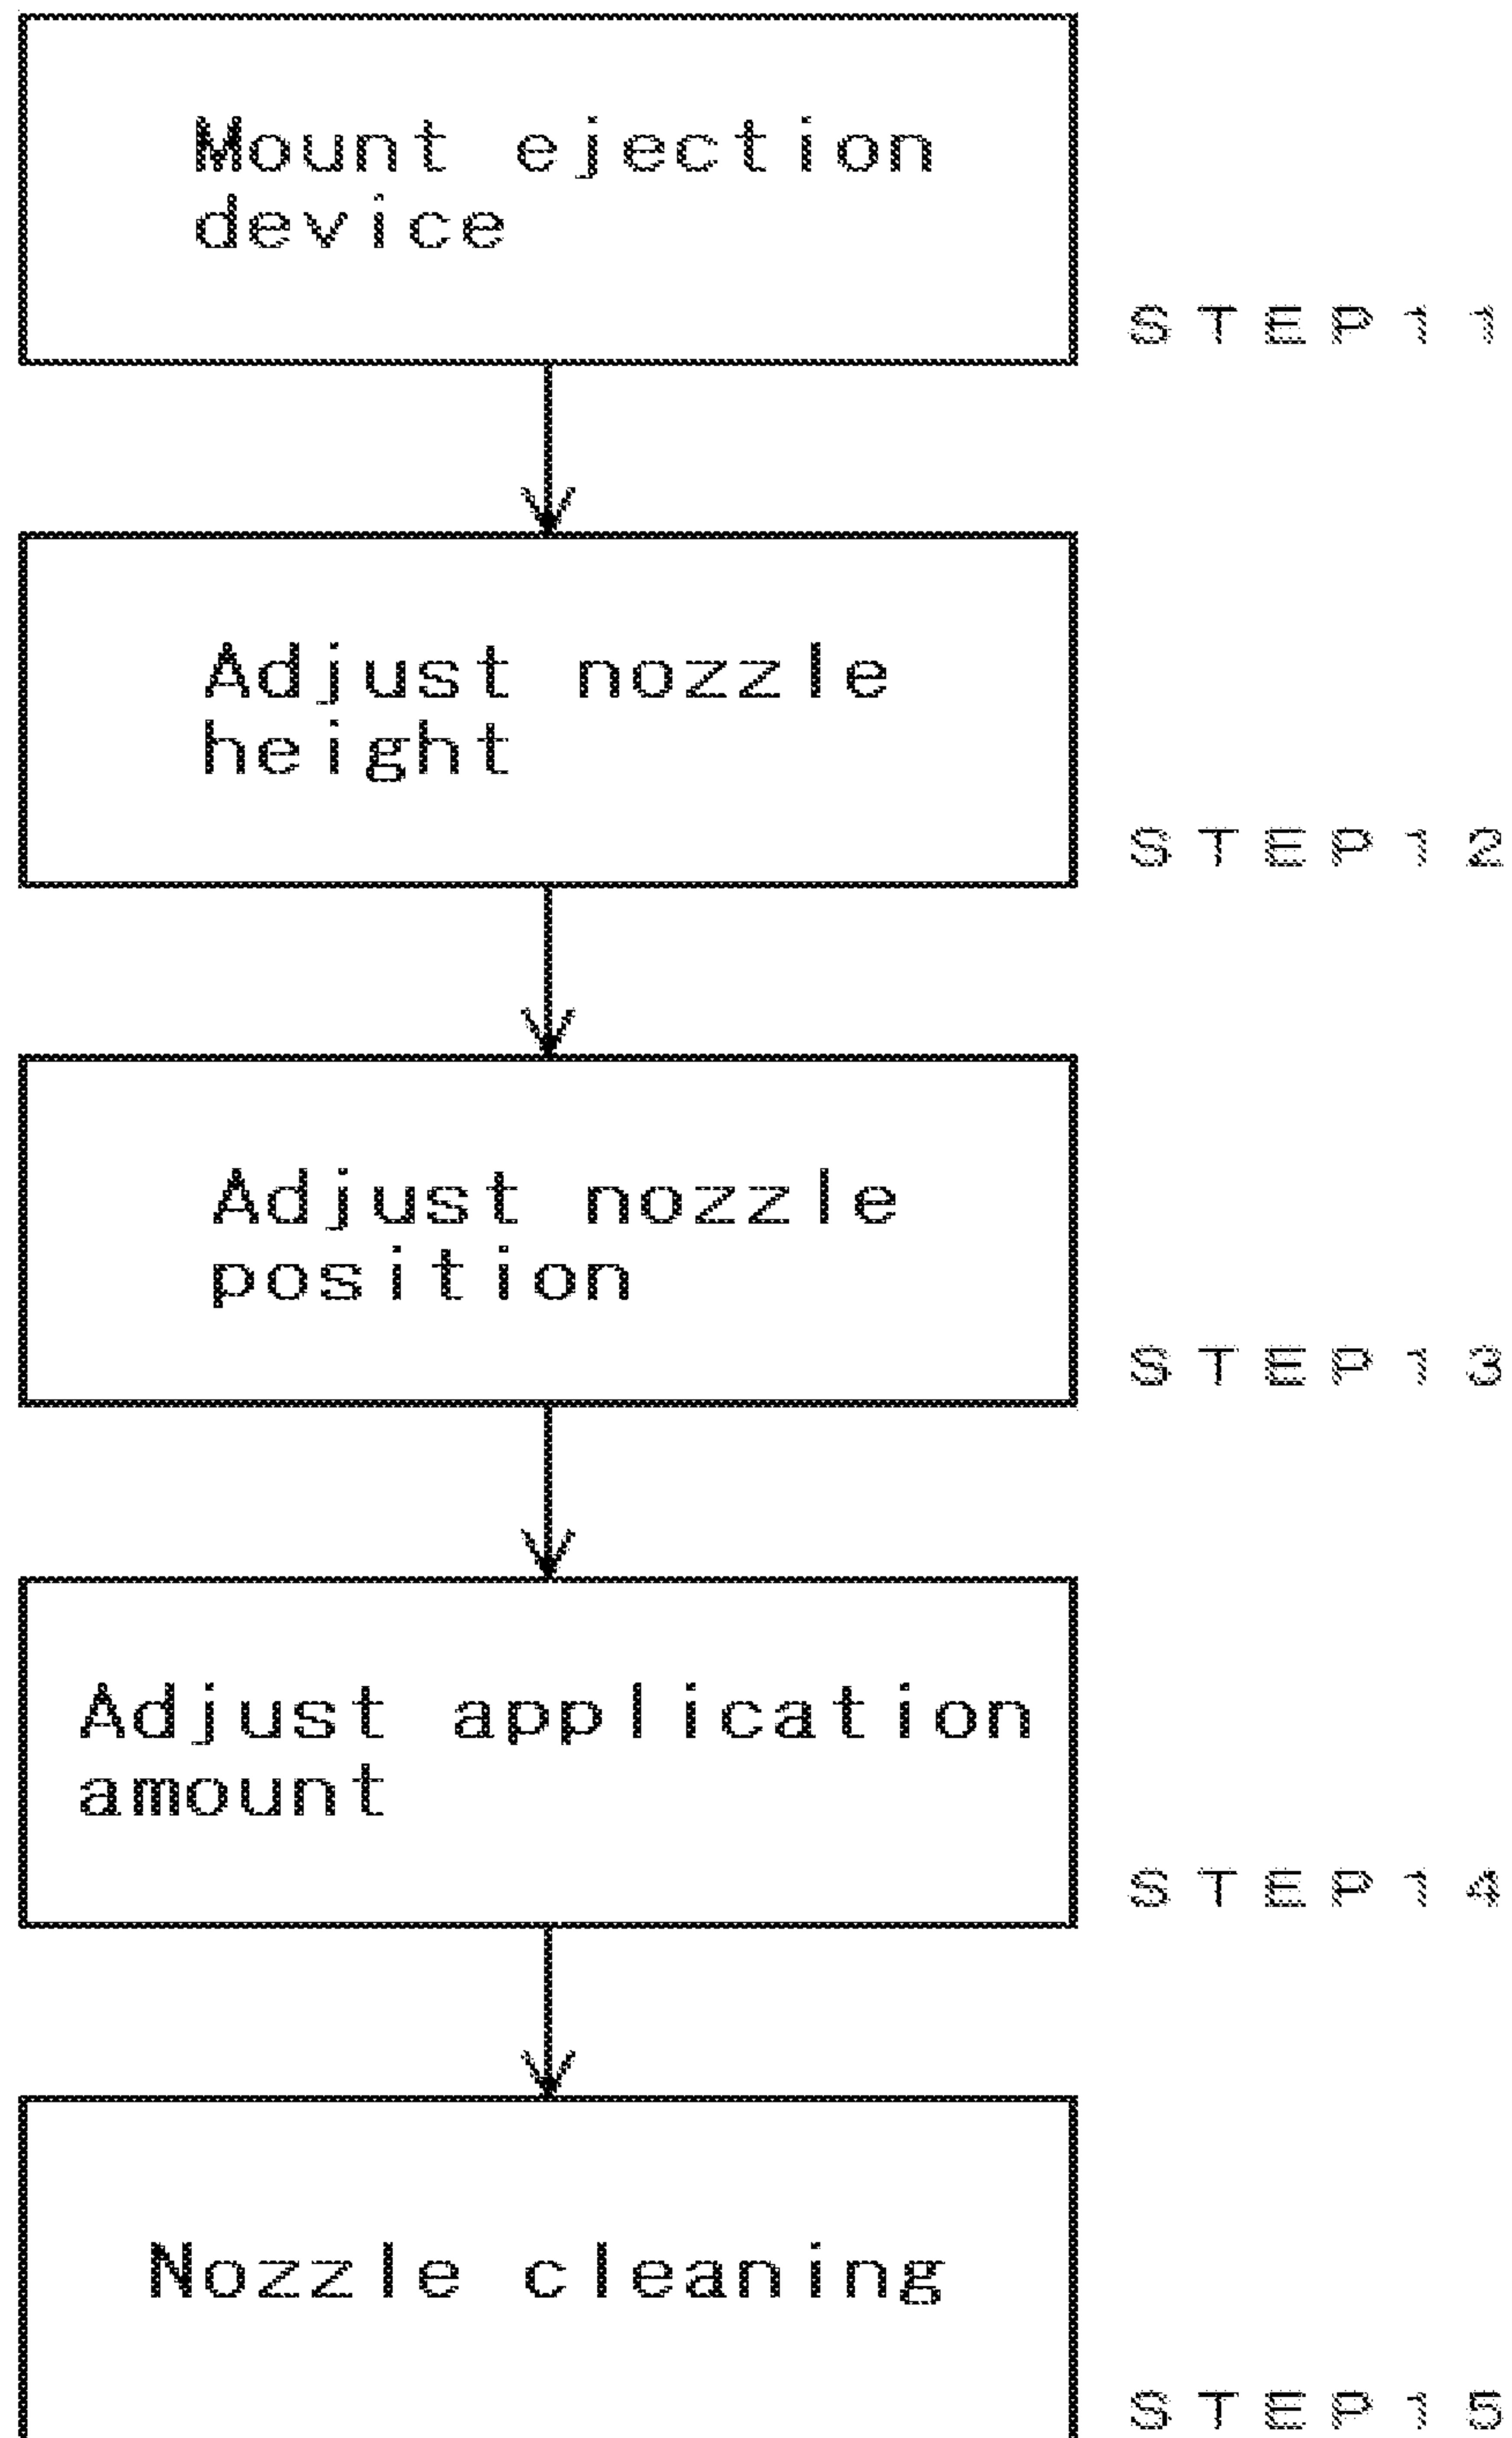 Mount ejection
device
STEP11
Adjust nozzle
height
STEP12
Adjust nozzle
position
STEP13
Adjust application
amount
STEP14
Nozzle cleaning
STEP15